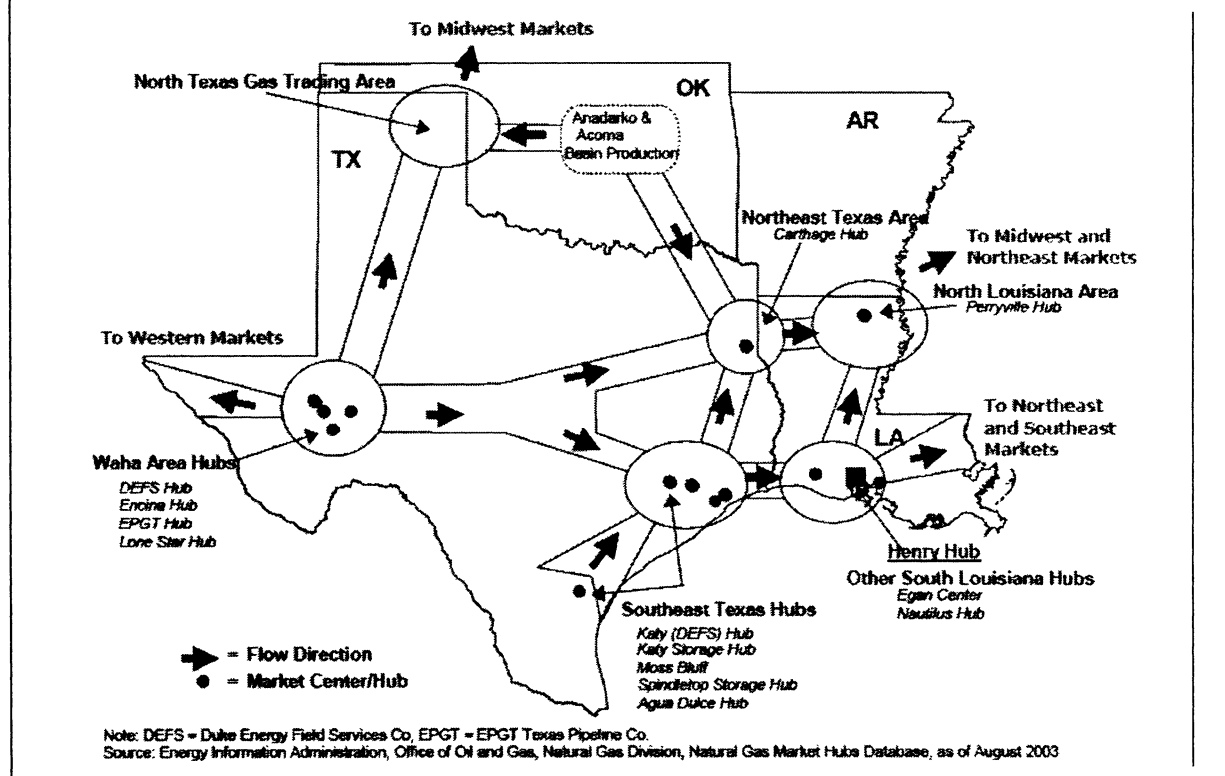 To Midwest Markets
North Texas Gas Trading Area
OK
AR
TX
Anadarko &
Acoma
Basin Production
Northeast Texas Area
Carthage Hub
To Midwest and
Northeast Markets
North Louisiana Area
Perryville Hub
To Western Markets
To Northeast
and Southeast
Markets
LA
Waha Area Hubs
DEFS Hub
Encina Hub
EPGT Hub
Lone Star Hub
Henry Hub
Other South Louisiana Hubs
Egan Center
Nautilus Hub
Southeast Texas Hubs
Katy (DEFS) Hub
Katy Storage Hub
Moss Bluff
Spindletop Storage Hub
Agua Dulce Hub
= Flow Direction
= Market Center/Hub
Note: DEFS = Duke Energy Field Services Co, EPGT = EPGT Texas Pipeline Co.
Source: Energy Information Administration, Office of Oil and Gas, Natural Gas Division, Natural Gas Market Hubs Database, as of August 2003